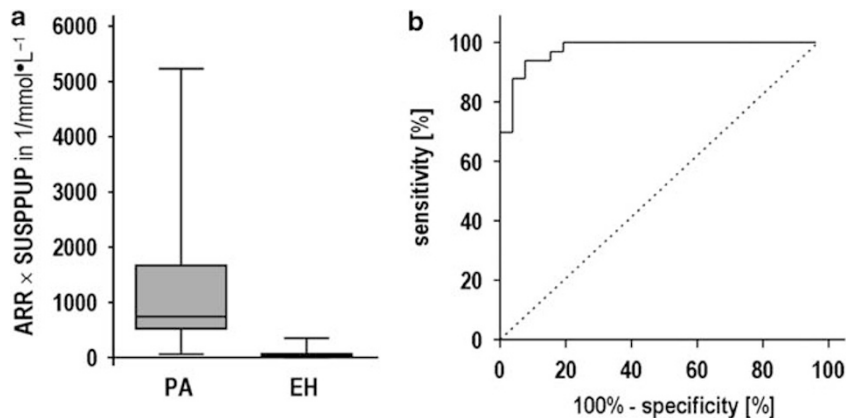 a
ARR × SUSPPUP in 1/mmol•L⁻¹
6000
5000
4000
3000
2000
1000
0
PA EH
b
sensitivity [%]
100
80
60
40
20
0
0 20 40 60 80 100
100% - specificity [%]